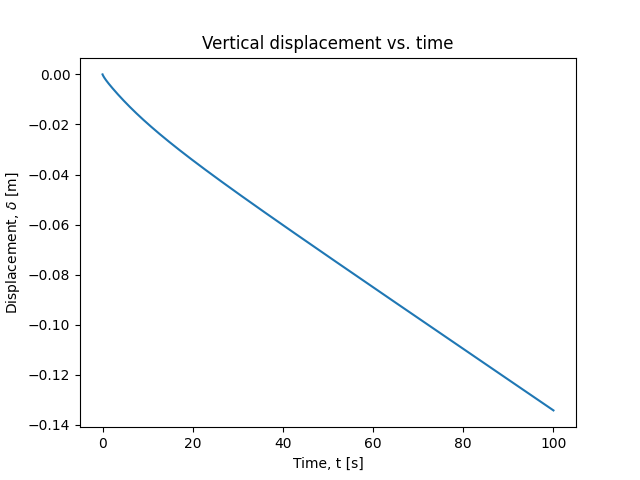 Vertical displacement vs. time
Displacement, δ [m]
0.00
−0.02
−0.04
−0.06
−0.08
−0.10
−0.12
−0.14
0 20 40 60 80 100
Time, t [s]